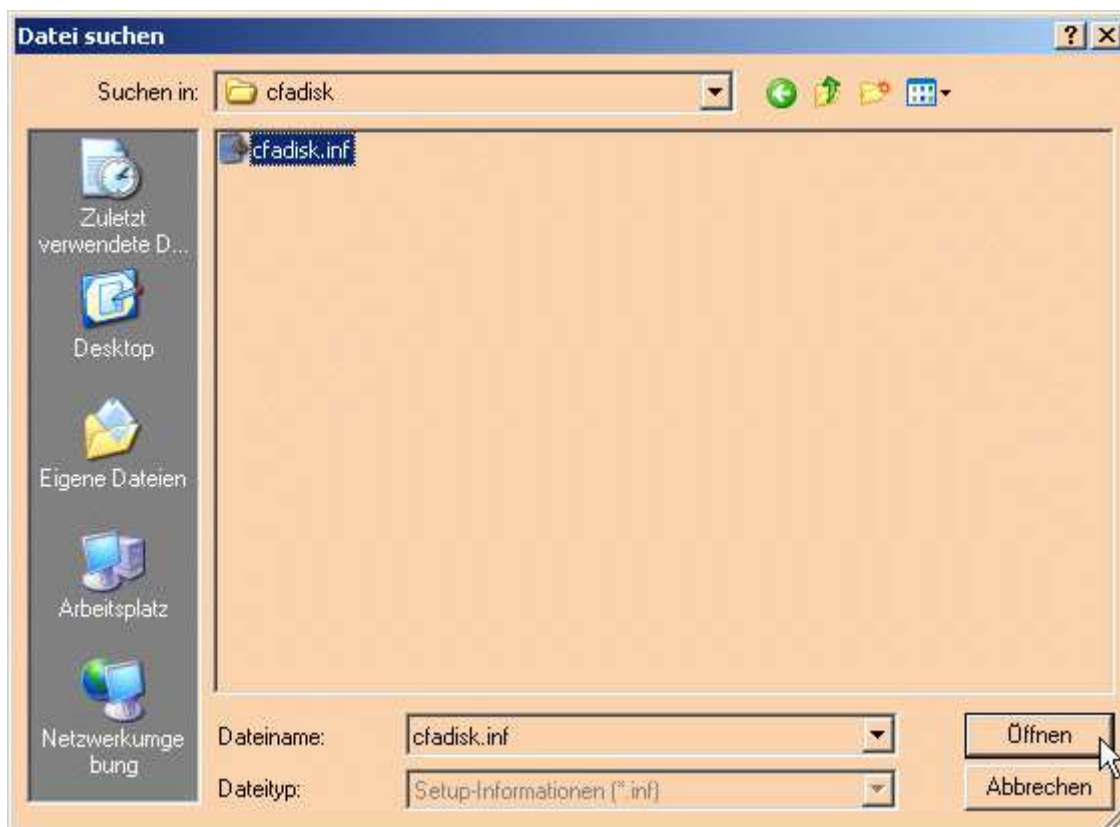 Datei suchen
Suchen in:
cfadisk
cfadisk.inf
Zuletzt
verwendete D...
Desktop
Eigene Dateien
Arbeitsplatz
Netzwerkumge
bung
Dateiname:
cfadisk.inf
Öffnen
Dateityp:
Setup-Informationen (*.inf)
Abbrechen